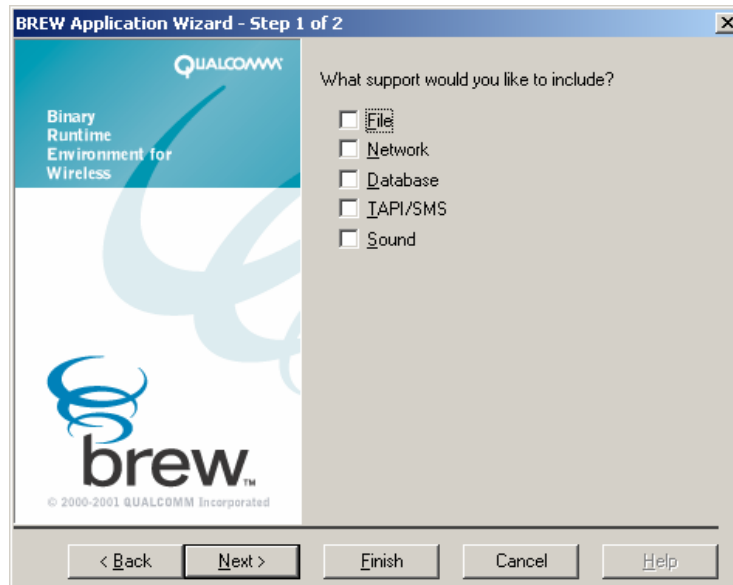 BREW Application Wizard - Step 1 of 2
QUALCOMM
Binary
Runtime
Environment for
Wireless
What support would you like to include?
File
Network
Database
TAPI/SMS
Sound
brew™
© 2000-2001 QUALCOMM Incorporated
< Back
Next >
Finish
Cancel
Help